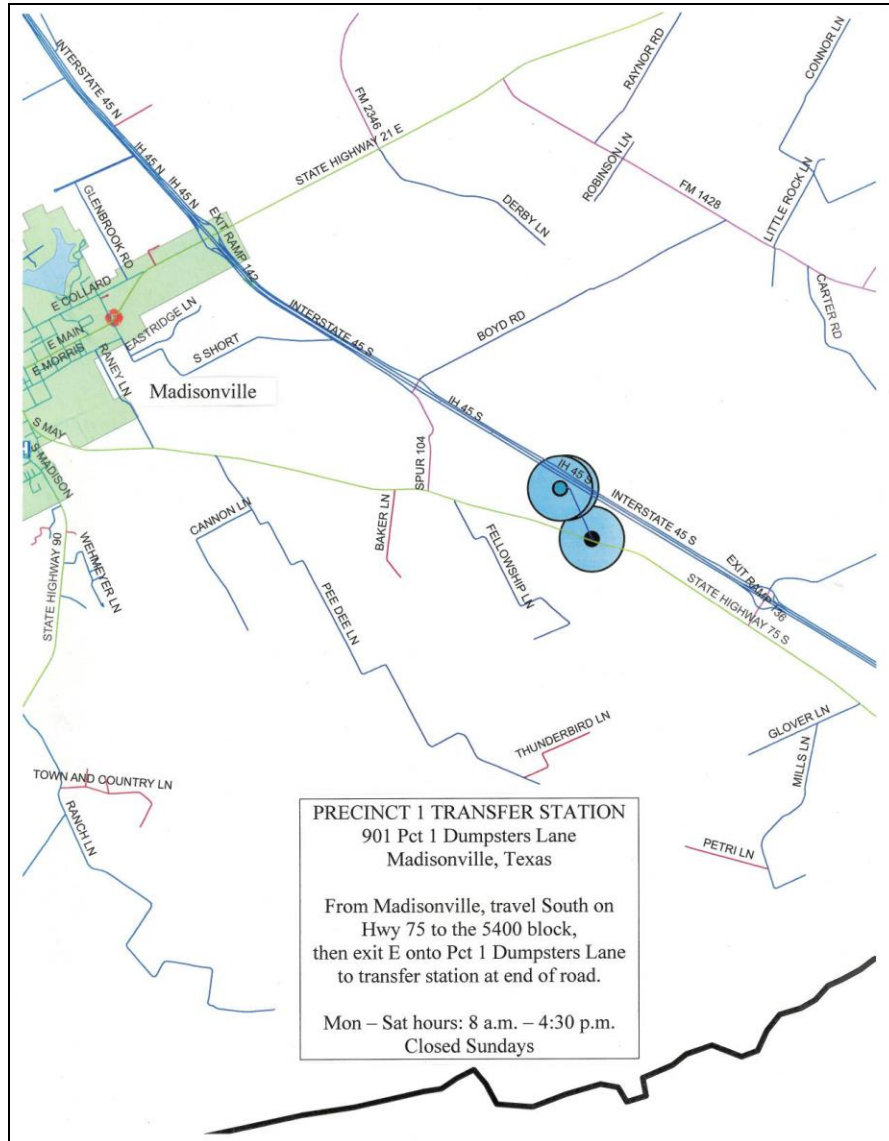 INTERSTATE 45 N
IH 45 N
IH 45 N
FM 2346
STATE HIGHWAY 21 E
RAYNOR RD
CONNOR LN
ROBINSON LN
FM 1428
LITTLE ROCK LN
DERBY LN
CARTER RD
GLENBROOK RD
EXIT RAMP 142
E COLLARD
E MAIN
E MORRIS
EASTRIDGE LN
S SHORT
RANEY LN
INTERSTATE 45 S
BOYD RD
Madisonville
IH 45 S
S MAY
S MADISON
SPUR 104
IH 45 S
INTERSTATE 45 S
CANNON LN
BAKER LN
FELLOWSHIP LN
EXIT RAMP 136
STATE HIGHWAY 75 S
STATE HIGHWAY 90
WEHMEYER LN
PEE DEE LN
THUNDERBIRD LN
GLOVER LN
MILLS LN
TOWN AND COUNTRY LN
RANCH LN
PETRI LN
PRECINCT 1 TRANSFER STATION
901 Pct 1 Dumpsters Lane
Madisonville, Texas
From Madisonville, travel South on
Hwy 75 to the 5400 block,
then exit E onto Pct 1 Dumpsters Lane
to transfer station at end of road.
Mon – Sat hours: 8 a.m. – 4:30 p.m.
Closed Sundays